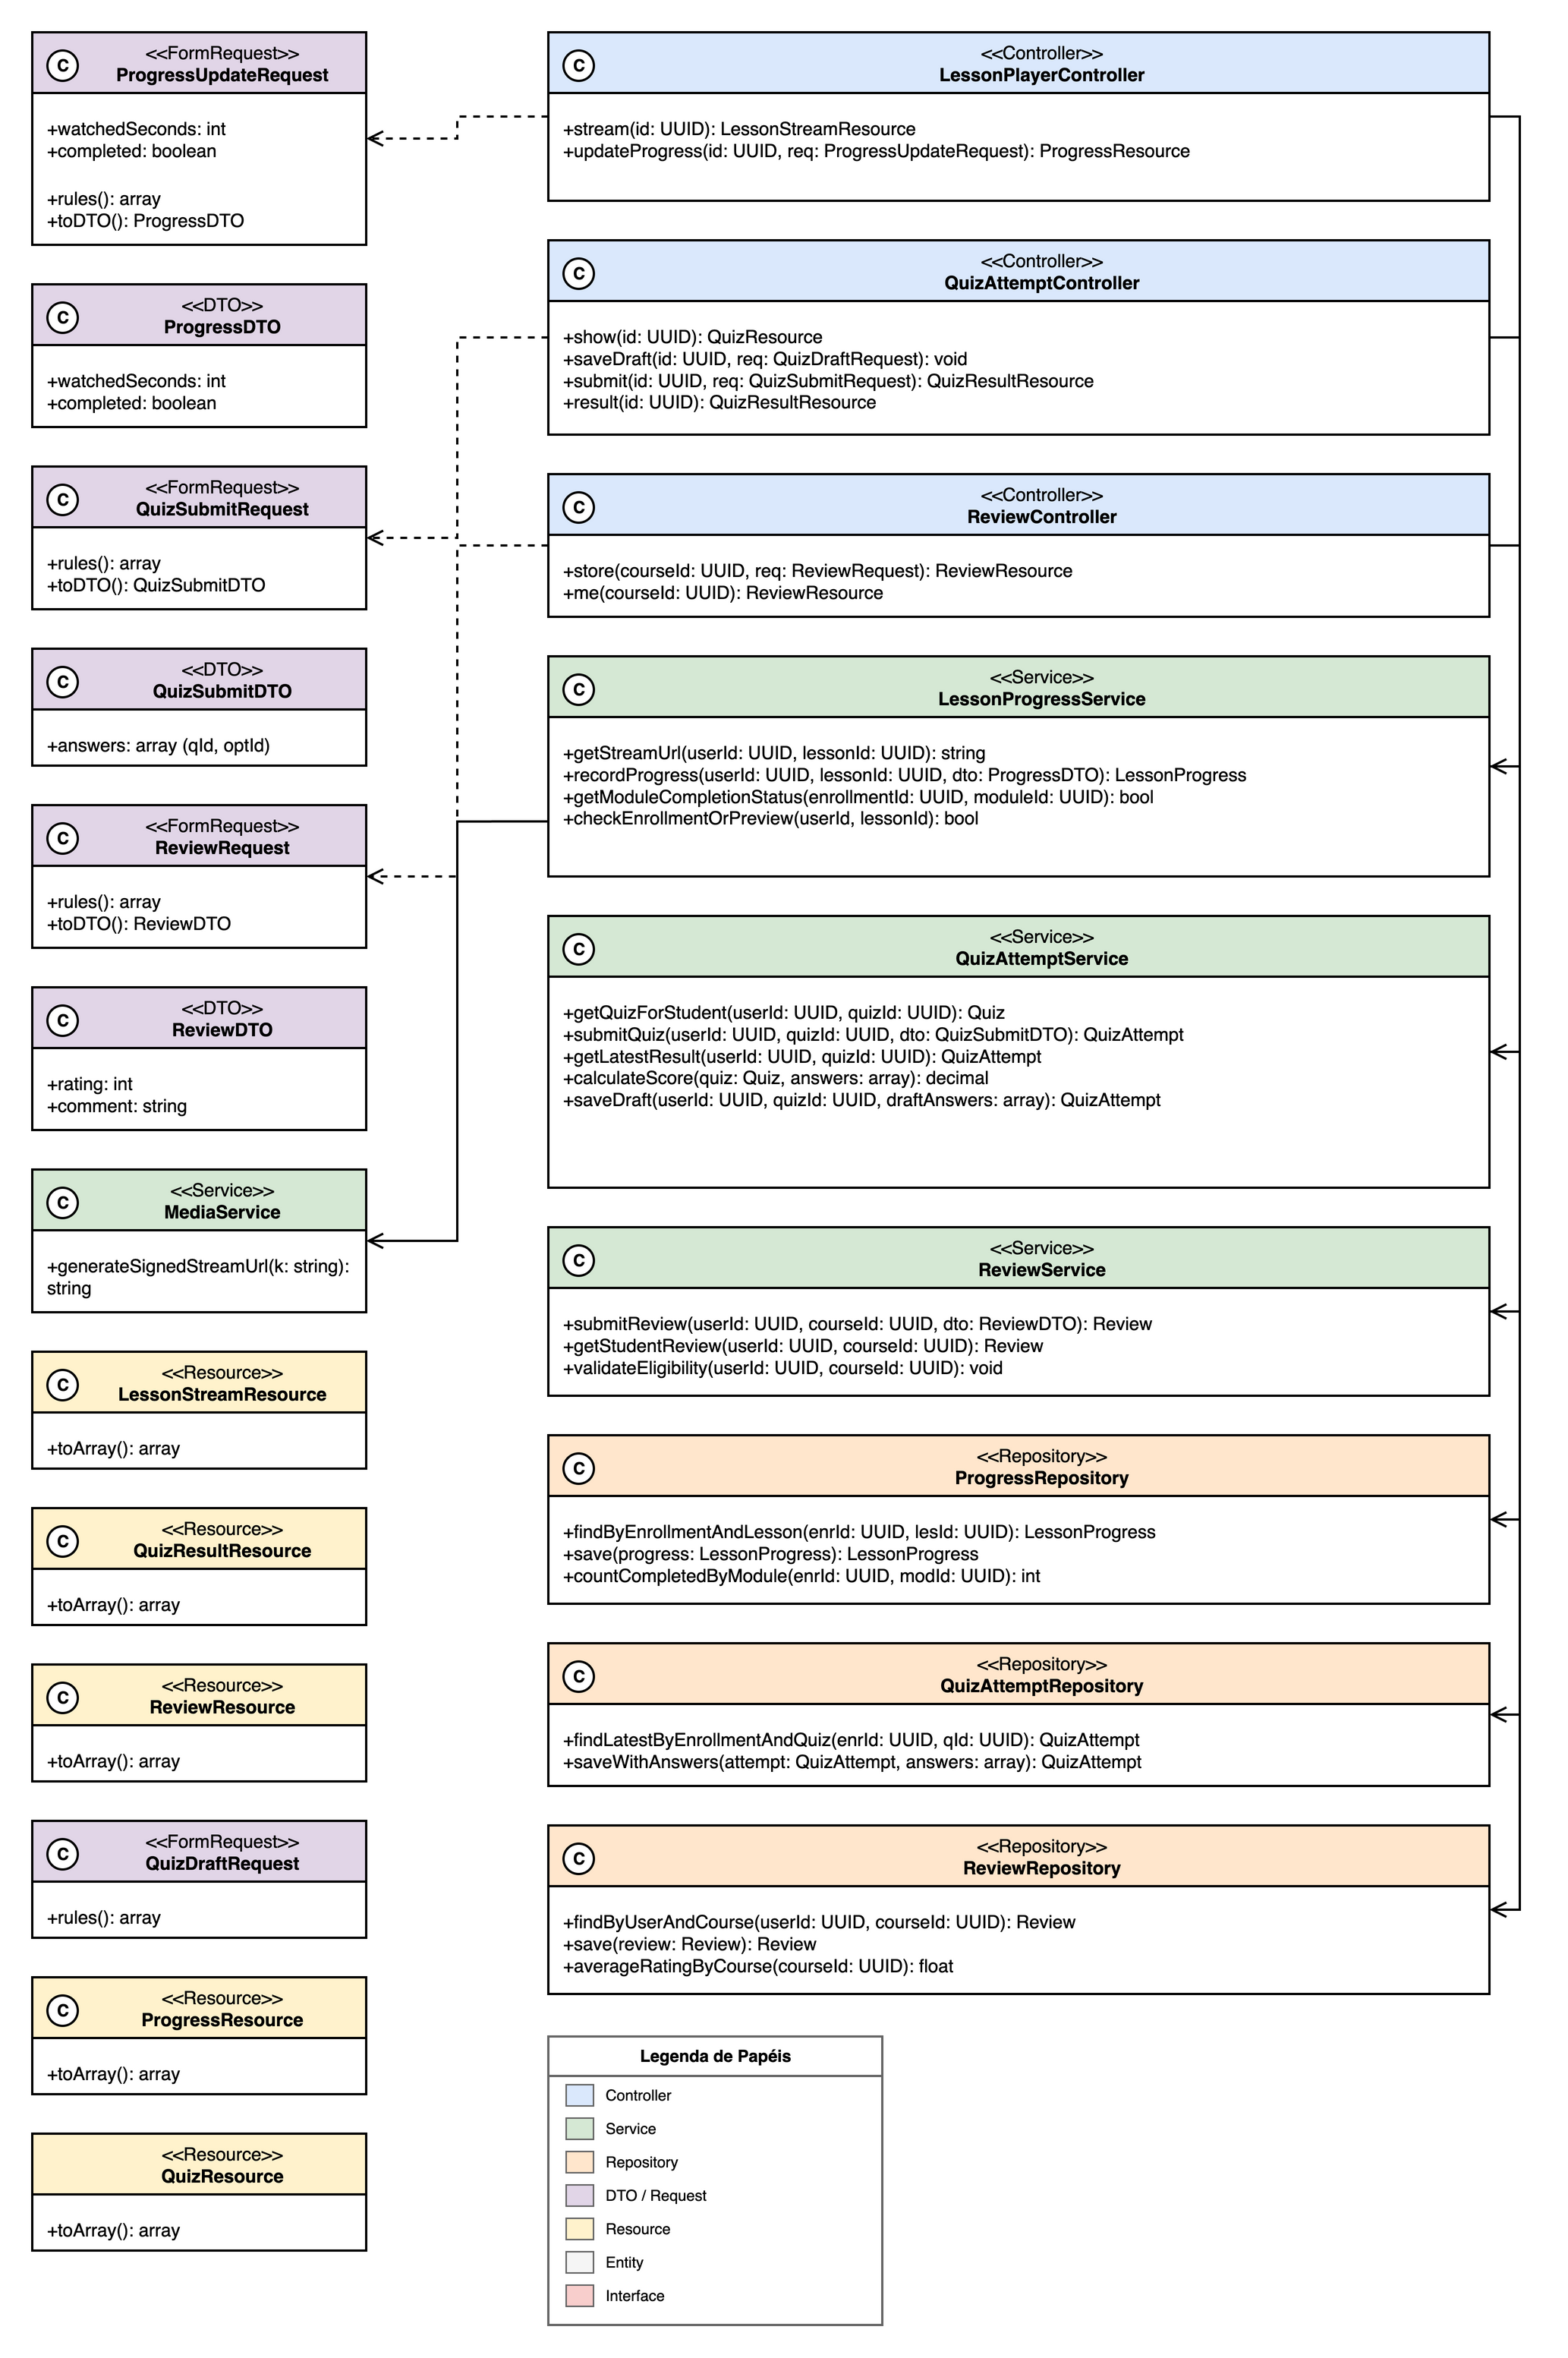 C
<<FormRequest>>
ProgressUpdateRequest
+watchedSeconds: int
+completed: boolean
+rules(): array
+toDTO(): ProgressDTO
C
<<DTO>>
ProgressDTO
+watchedSeconds: int
+completed: boolean
C
<<FormRequest>>
QuizSubmitRequest
+rules(): array
+toDTO(): QuizSubmitDTO
C
<<DTO>>
QuizSubmitDTO
+answers: array (qId, optId)
C
<<FormRequest>>
ReviewRequest
+rules(): array
+toDTO(): ReviewDTO
C
<<DTO>>
ReviewDTO
+rating: int
+comment: string
C
<<Service>>
MediaService
+generateSignedStreamUrl(k: string):
string
C
<<Resource>>
LessonStreamResource
+toArray(): array
C
<<Resource>>
QuizResultResource
+toArray(): array
C
<<Resource>>
ReviewResource
+toArray(): array
C
<<FormRequest>>
QuizDraftRequest
+rules(): array
C
<<Resource>>
ProgressResource
+toArray(): array
<<Resource>>
QuizResource
+toArray(): array
C
<<Controller>>
LessonPlayerController
+stream(id: UUID): LessonStreamResource
+updateProgress(id: UUID, req: ProgressUpdateRequest): ProgressResource
C
<<Controller>>
QuizAttemptController
+show(id: UUID): QuizResource
+saveDraft(id: UUID, req: QuizDraftRequest): void
+submit(id: UUID, req: QuizSubmitRequest): QuizResultResource
+result(id: UUID): QuizResultResource
C
<<Controller>>
ReviewController
+store(courseId: UUID, req: ReviewRequest): ReviewResource
+me(courseId: UUID): ReviewResource
C
<<Service>>
LessonProgressService
+getStreamUrl(userId: UUID, lessonId: UUID): string
+recordProgress(userId: UUID, lessonId: UUID, dto: ProgressDTO): LessonProgress
+getModuleCompletionStatus(enrollmentId: UUID, moduleId: UUID): bool
+checkEnrollmentOrPreview(userId, lessonId): bool
C
<<Service>>
QuizAttemptService
+getQuizForStudent(userId: UUID, quizId: UUID): Quiz
+submitQuiz(userId: UUID, quizId: UUID, dto: QuizSubmitDTO): QuizAttempt
+getLatestResult(userId: UUID, quizId: UUID): QuizAttempt
+calculateScore(quiz: Quiz, answers: array): decimal
+saveDraft(userId: UUID, quizId: UUID, draftAnswers: array): QuizAttempt
C
<<Service>>
ReviewService
+submitReview(userId: UUID, courseId: UUID, dto: ReviewDTO): Review
+getStudentReview(userId: UUID, courseId: UUID): Review
+validateEligibility(userId: UUID, courseId: UUID): void
C
<<Repository>>
ProgressRepository
+findByEnrollmentAndLesson(enrId: UUID, lesId: UUID): LessonProgress
+save(progress: LessonProgress): LessonProgress
+countCompletedByModule(enrId: UUID, modId: UUID): int
C
<<Repository>>
QuizAttemptRepository
+findLatestByEnrollmentAndQuiz(enrId: UUID, qId: UUID): QuizAttempt
+saveWithAnswers(attempt: QuizAttempt, answers: array): QuizAttempt
C
<<Repository>>
ReviewRepository
+findByUserAndCourse(userId: UUID, courseId: UUID): Review
+save(review: Review): Review
+averageRatingByCourse(courseId: UUID): float
Legenda de Papéis
Controller
Service
Repository
DTO / Request
Resource
Entity
Interface